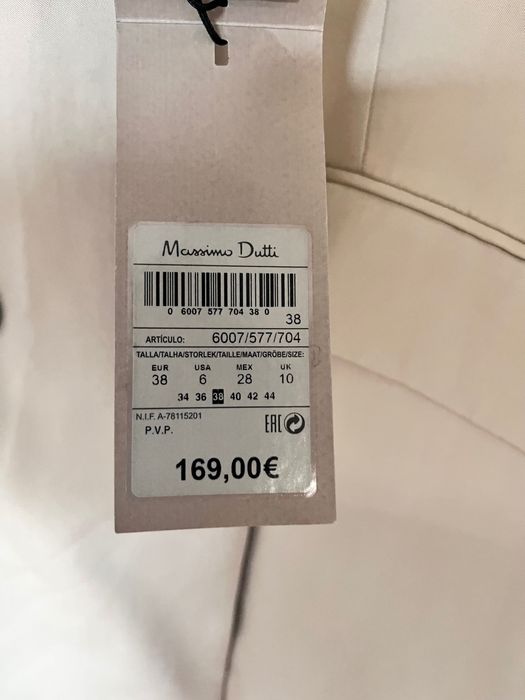 Massimo Dutti
0 6007 577 704 38 0
38
ARTÍCULO: 6007/577/704
TALLA/TALHA/STORLEK/TAILLE/MAAT/GRÖBE/SIZE:
EUR USA MEX UK
38 6 28 10
34 36 38 40 42 44
N.I.F. A-78115201
P.V.P. EAC
169,00€